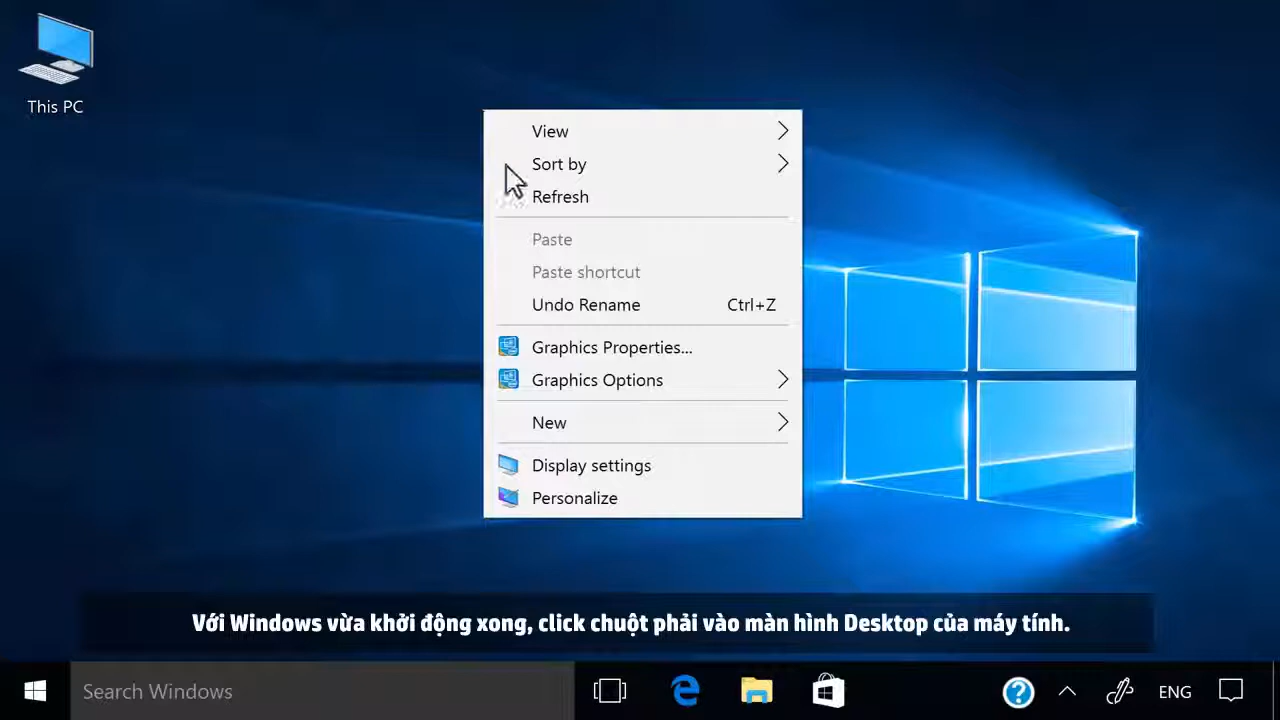 This PC
View
Sort by
Refresh
Paste
Paste shortcut
Undo Rename Ctrl+Z
Graphics Properties...
Graphics Options
New
Display settings
Personalize
Với Windows vừa khởi động xong, click chuột phải vào màn hình Desktop của máy tính.
Search Windows
ENG